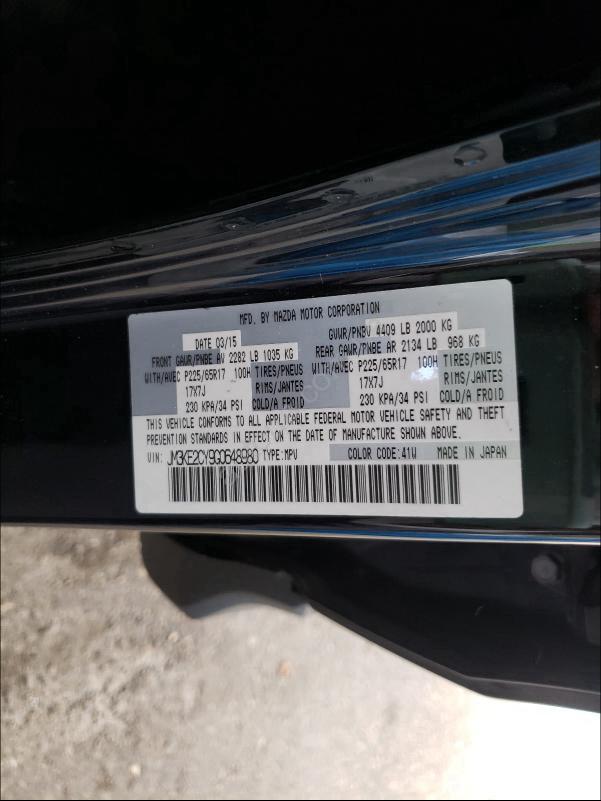 MFD. BY MAZDA MOTOR CORPORATION
DATE 03/15 GVWR/PNBV 4409 LB 2000 KG
FRONT GAWR/PNBE AV 2282 LB 1035 KG REAR GAWR/PNBE AR 2134 LB 968 KG
WITH/AVEC P225/65R17 100H TIRES/PNEUS WITH/AVEC P225/65R17 100H TIRES/PNEUS
17X7J RIMS/JANTES 17X7J RIMS/JANTES
230 KPA/34 PSI COLD/A FROID 230 KPA/34 PSI COLD/A FROID
THIS VEHICLE CONFORMS TO ALL APPLICABLE FEDERAL MOTOR VEHICLE SAFETY AND THEFT
PREVENTION STANDARDS IN EFFECT ON THE DATE OF MANUFACTURE SHOWN ABOVE.
VIN: JM3KE2CY9G0648980 TYPE:MPV COLOR CODE:41W MADE IN JAPAN